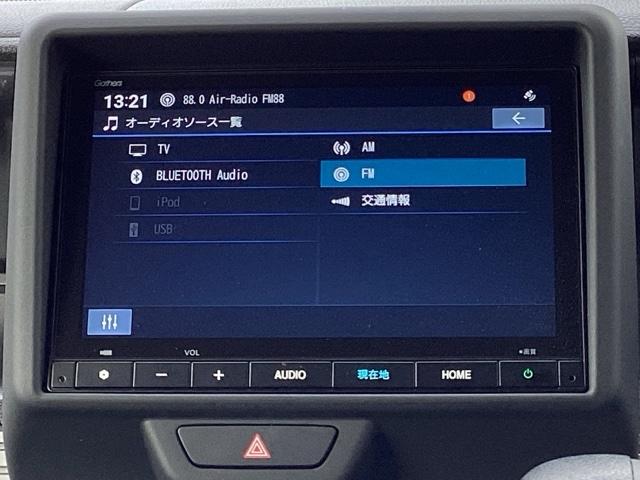 Gathers
13:21 88.0 Air-Radio FM88
オーディオソース一覧
TV
BLUETOOTH Audio
iPod
USB
AM
FM
交通情報
VOL
画質
− + AUDIO 現在地 HOME